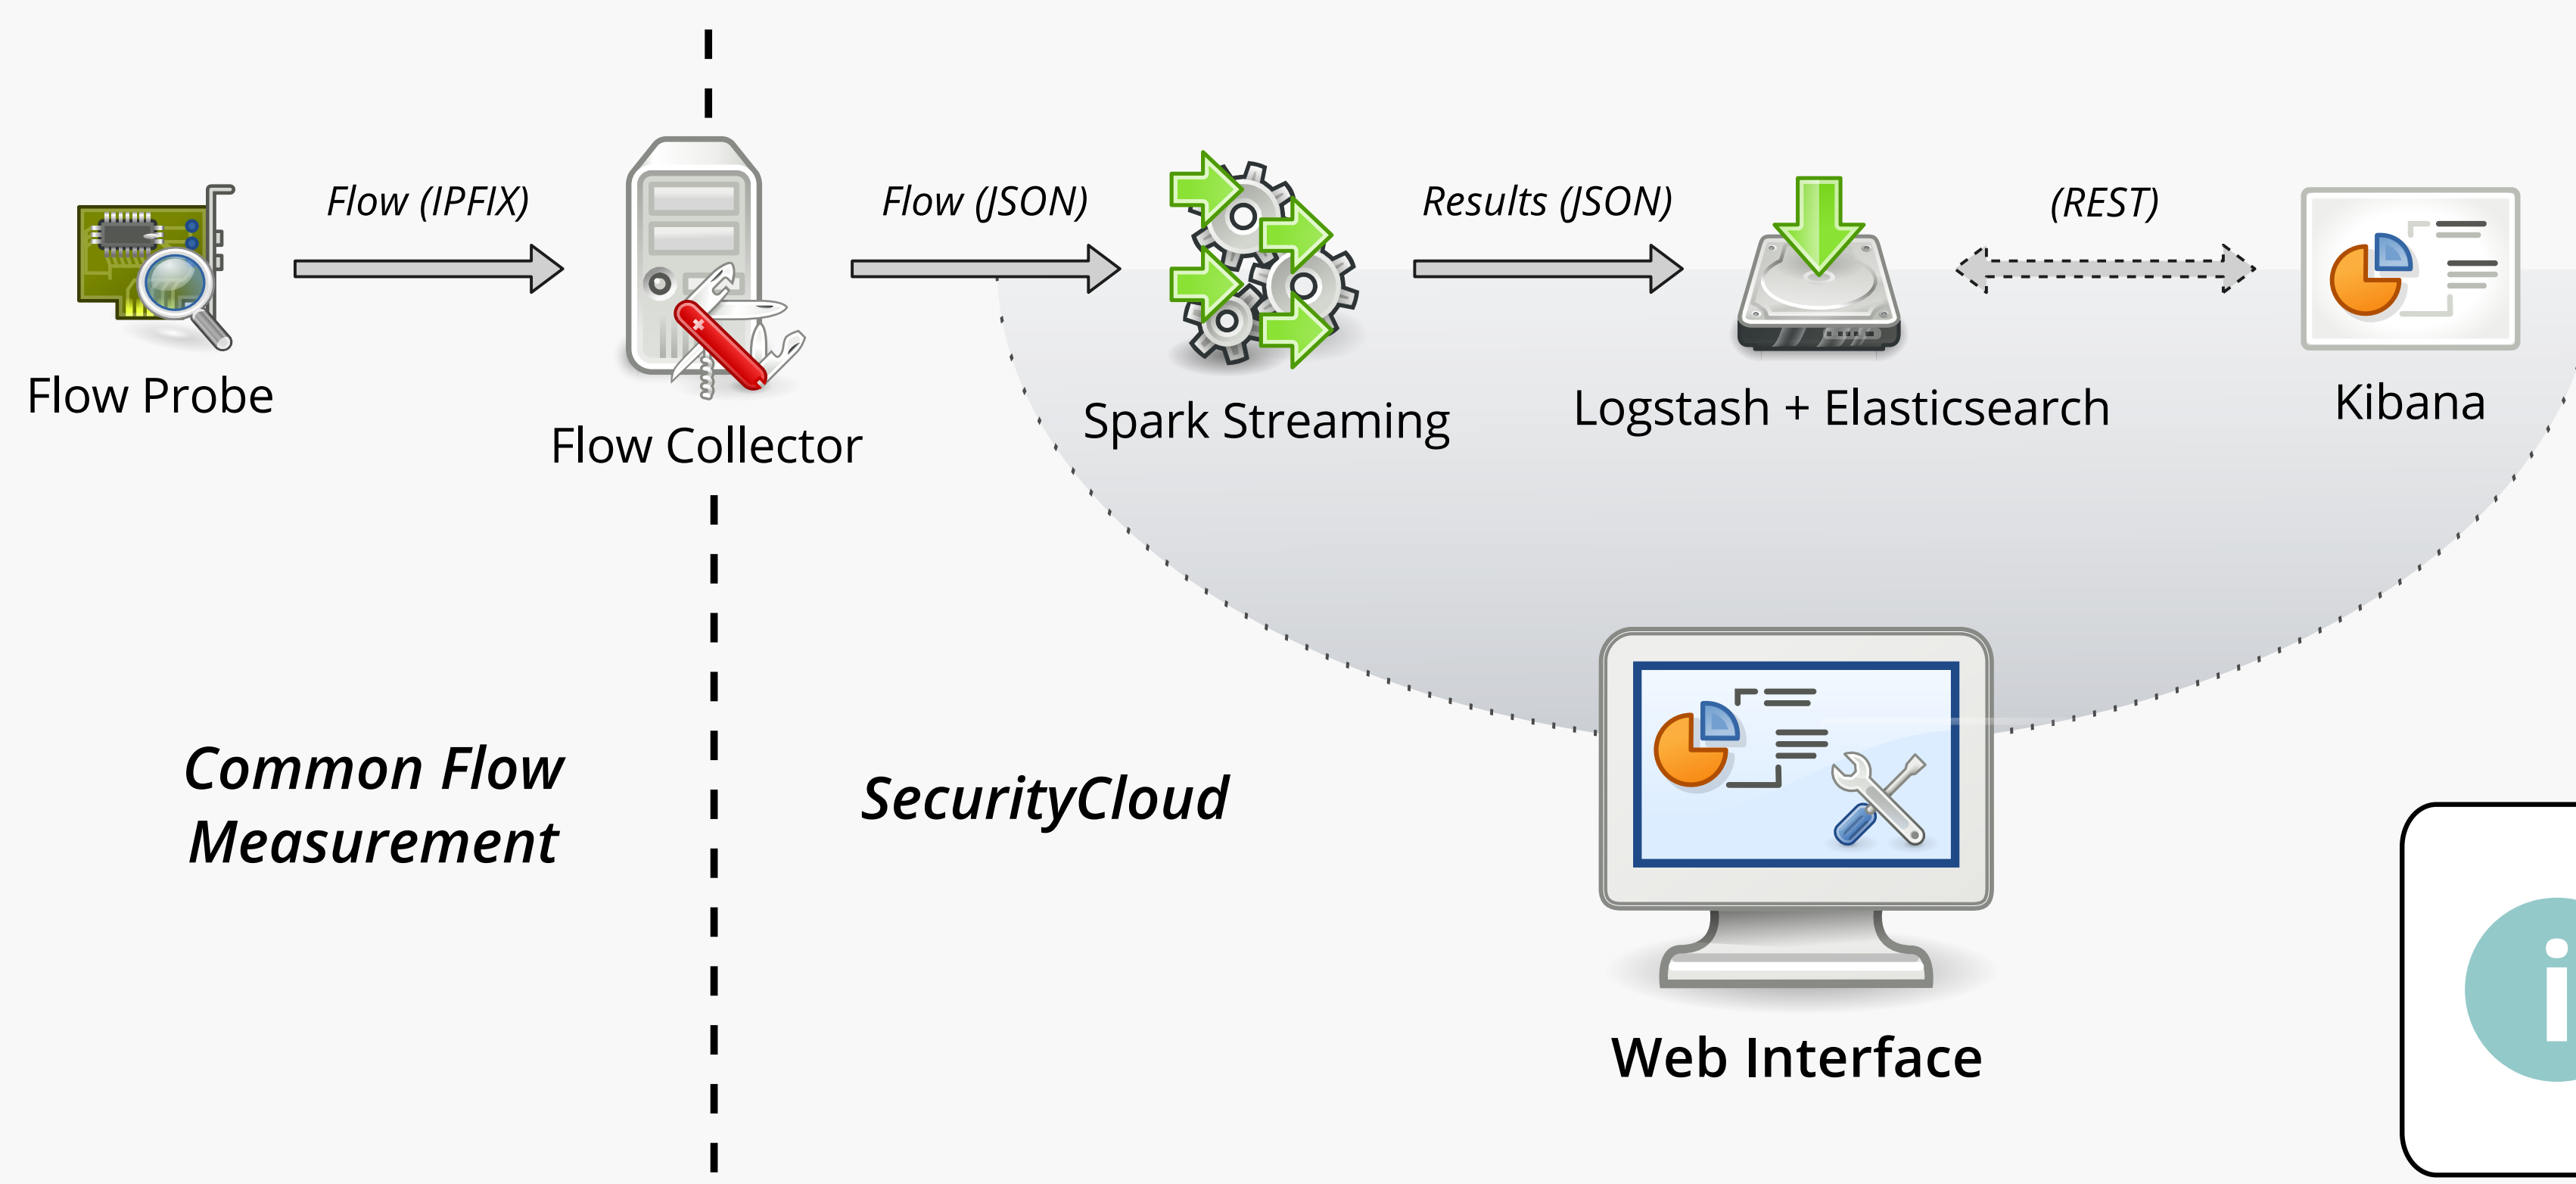 Flow (IPFIX)
Flow (JSON)
Results (JSON)
(REST)
Flow Probe
Flow Collector
Spark Streaming
Logstash + Elasticsearch
Kibana
Common Flow
Measurement
SecurityCloud
Web Interface
i